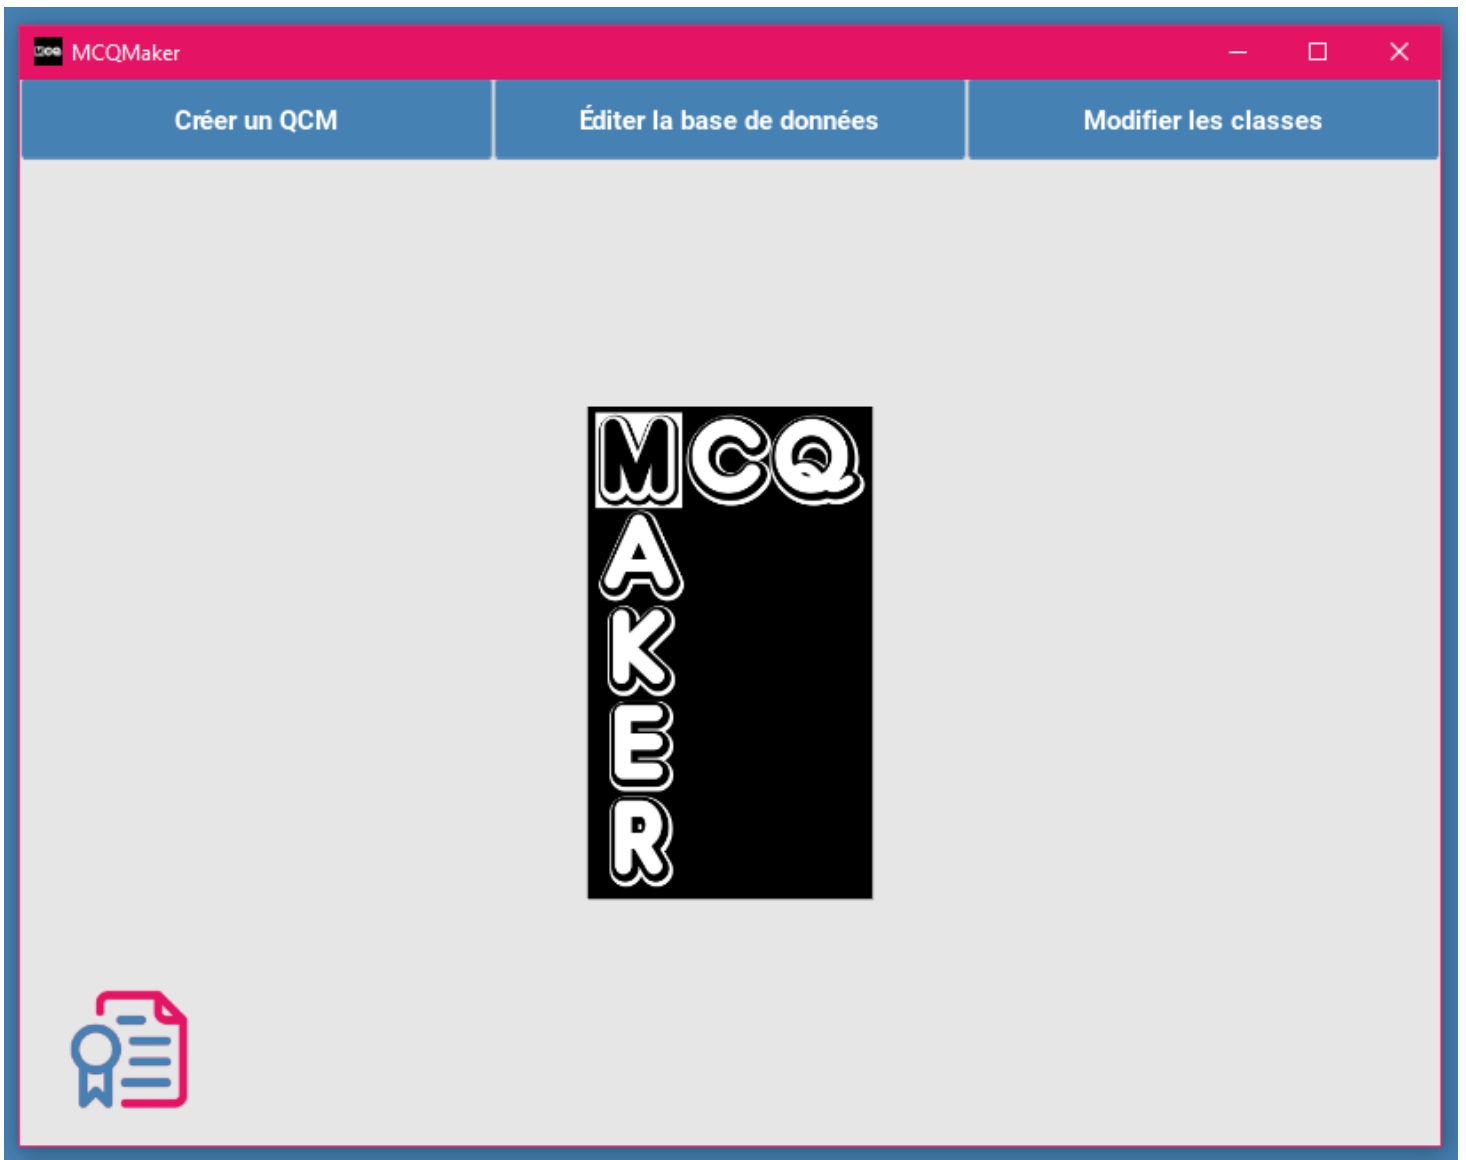 MCQMaker
Créer un QCM
Éditer la base de données
Modifier les classes
MCQ
MAKER